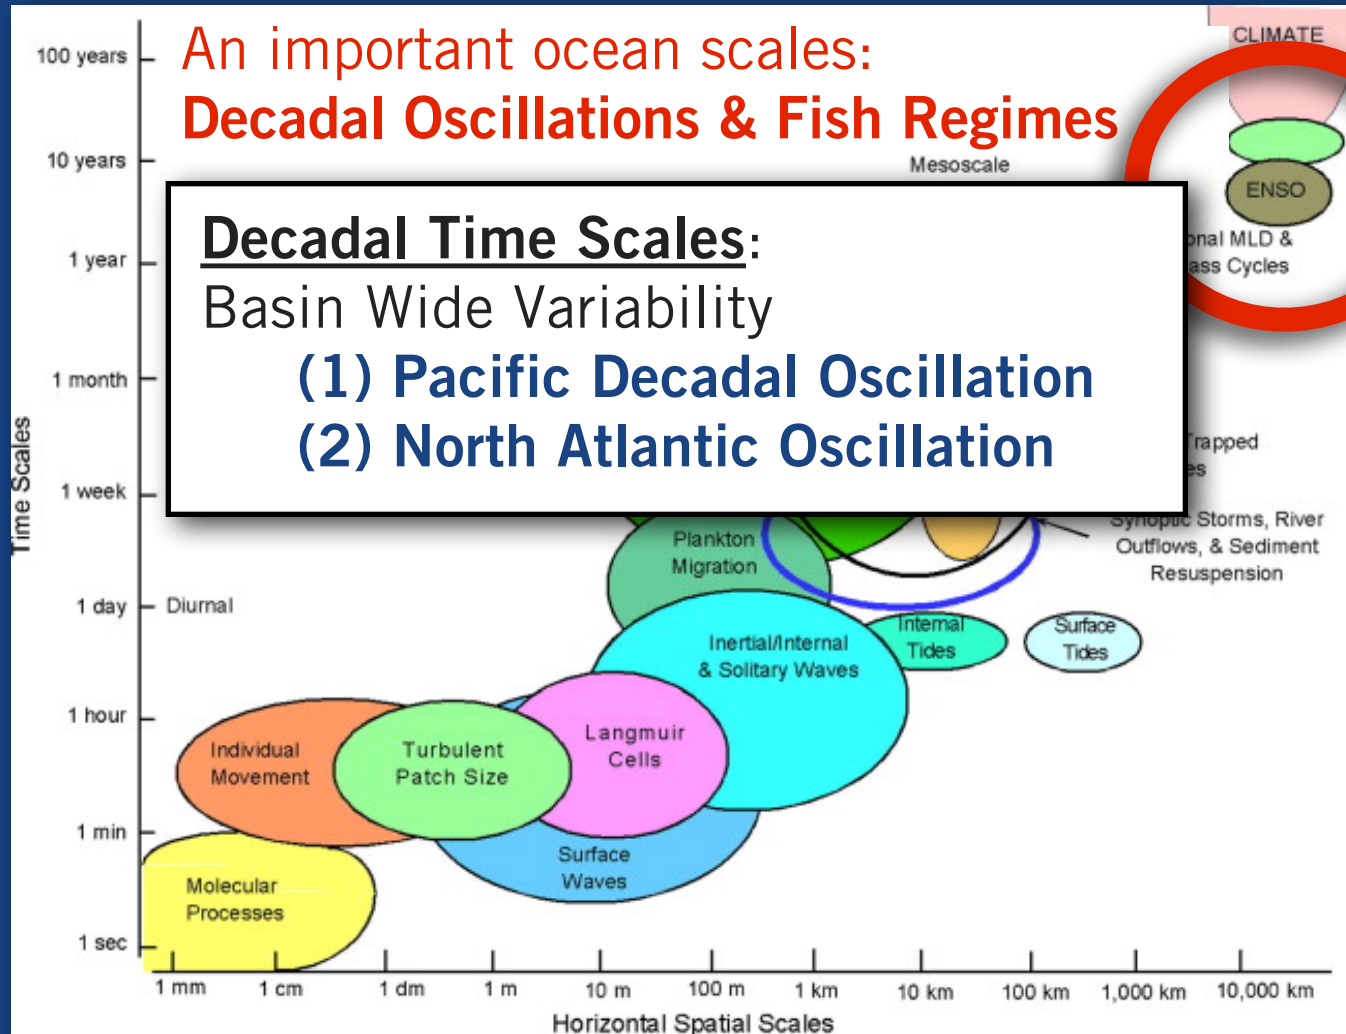 An important ocean scales:
Decadal Oscillations & Fish Regimes
CLIMATE
100 years
10 years
Mesoscale
ENSO
Decadal Time Scales:
Basin Wide Variability
(1) Pacific Decadal Oscillation
(2) North Atlantic Oscillation
MLD &
Cycles
1 year
1 month
Trapped
1 week
Time Scales
Synoptic Storms, River
Outflows, & Sediment
Resuspension
Plankton
Migration
1 day
Diurnal
Internal
Tides
Surface
Tides
Inertial/Internal
& Solitary Waves
1 hour
Individual
Movement
Turbulent
Patch Size
Langmuir
Cells
1 min
Surface
Waves
Molecular
Processes
1 sec
1 mm 1 cm 1 dm 1 m 10 m 100 m 1 km 10 km 100 km 1,000 km 10,000 km
Horizontal Spatial Scales